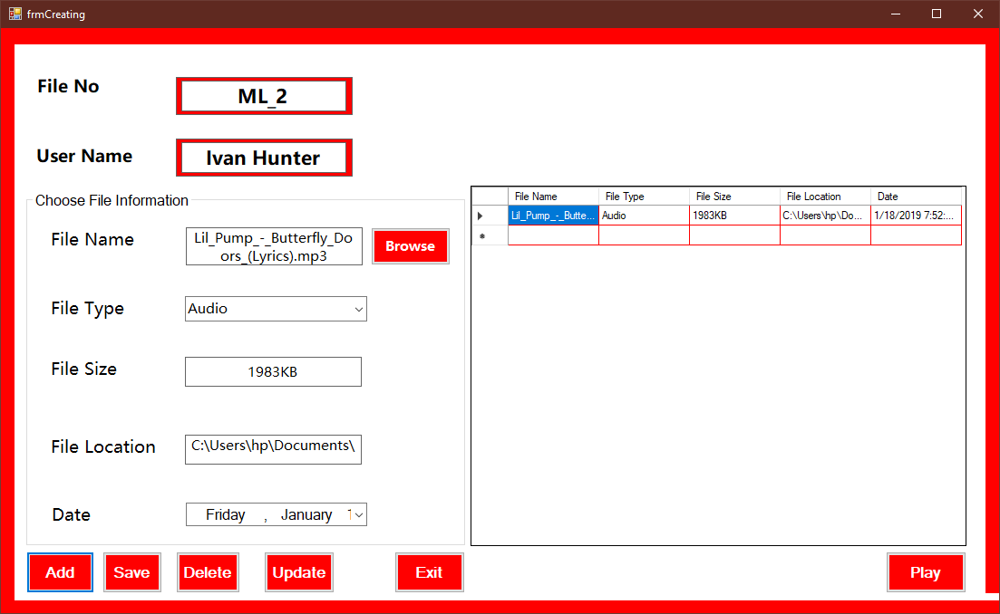 frmCreating
File No
ML_2
User Name
Ivan Hunter
Choose File Information
File Name
Lil_Pump_-_Butterfly_Do
ors_(Lyrics).mp3
Browse
File Type
Audio
File Size
1983KB
File Location
C:\Users\hp\Documents\
Date
Friday , January 1
File Name File Type File Size File Location Date
Lil_Pump_-_Butte... Audio 1983KB C:\Users\hp\Do... 1/18/2019 7:52:...
Add Save Delete Update Exit Play